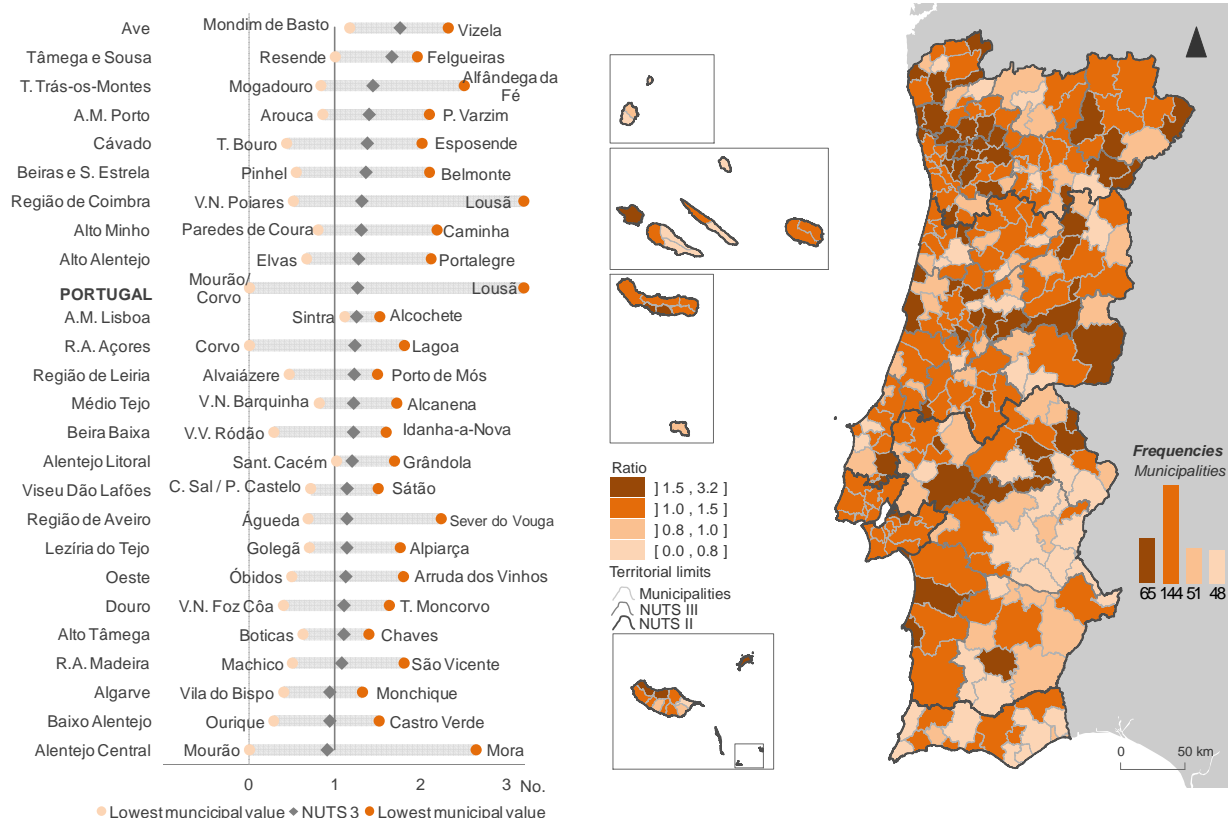 Ave Mondim de Basto Vizela
Tâmega e Sousa Resende Felgueiras
T. Trás-os-Montes Mogadouro Alfândega da
Fé
A.M. Porto Arouca P. Varzim
Cávado T. Bouro Esposende
Beiras e S. Estrela Pinhel Belmonte
Região de Coimbra V.N. Poiares Lousã
Alto Minho Paredes de Coura Caminha
Alto Alentejo Elvas Portalegre
PORTUGAL Mourão/
Corvo Lousã
A.M. Lisboa Sintra Alcochete
R.A. Açores Corvo Lagoa
Região de Leiria Alvaiázere Porto de Mós
Médio Tejo V.N. Barquinha Alcanena
Beira Baixa V.V. Ródão Idanha-a-Nova
Alentejo Litoral Sant. Cacém Grândola
Viseu Dão Lafões C. Sal / P. Castelo Sátão
Região de Aveiro Águeda Sever do Vouga
Lezíria do Tejo Golegã Alpiarça
Oeste Óbidos Arruda dos Vinhos
Douro V.N. Foz Côa T. Moncorvo
Alto Tâmega Boticas Chaves
R.A. Madeira Machico São Vicente
Algarve Vila do Bispo Monchique
Baixo Alentejo Ourique Castro Verde
Alentejo Central Mourão Mora
0 1 2 3 No.
Lowest muncicipal value NUTS 3 Lowest municipal value
Ratio
] 1.5 , 3.2 ]
] 1.0 , 1.5 ]
] 0.8 , 1.0 ]
[ 0.0 , 0.8 ]
Territorial limits
Municipalities
NUTS III
NUTS II
Frequencies
Municipalities
65 144 51 48
0 50 km